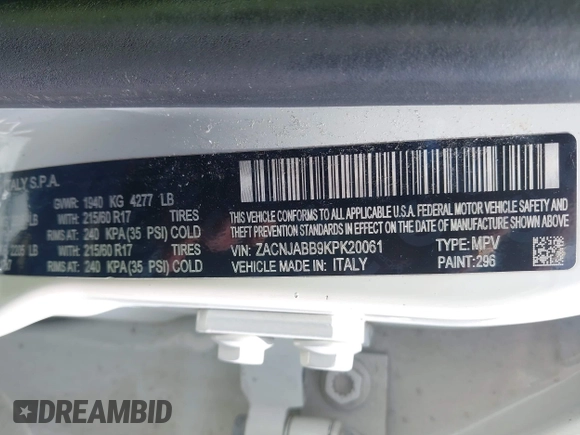 ITALY S.P.A.
GVWR: 1940 KG 4277 LB
LB WITH: 215/60 R17 TIRES
RIMS AT: 240 KPA(35 PSI) COLD
LB WITH: 215/60 R17 TIRES
RIMS AT: 240 KPA(35 PSI) COLD
THIS VEHICLE CONFORMS TO ALL APPLICABLE U.S.A. FEDERAL MOTOR VEHICLE SAFETY, AND
THEFT PREVENTION STANDARDS IN EFFECT ON THE DATE OF MANUFACTURE SHOWN ABOVE.
VIN: ZACNJABB9KPK20061 TYPE: MPV
VEHICLE MADE IN: ITALY PAINT: 296
DREAMBID